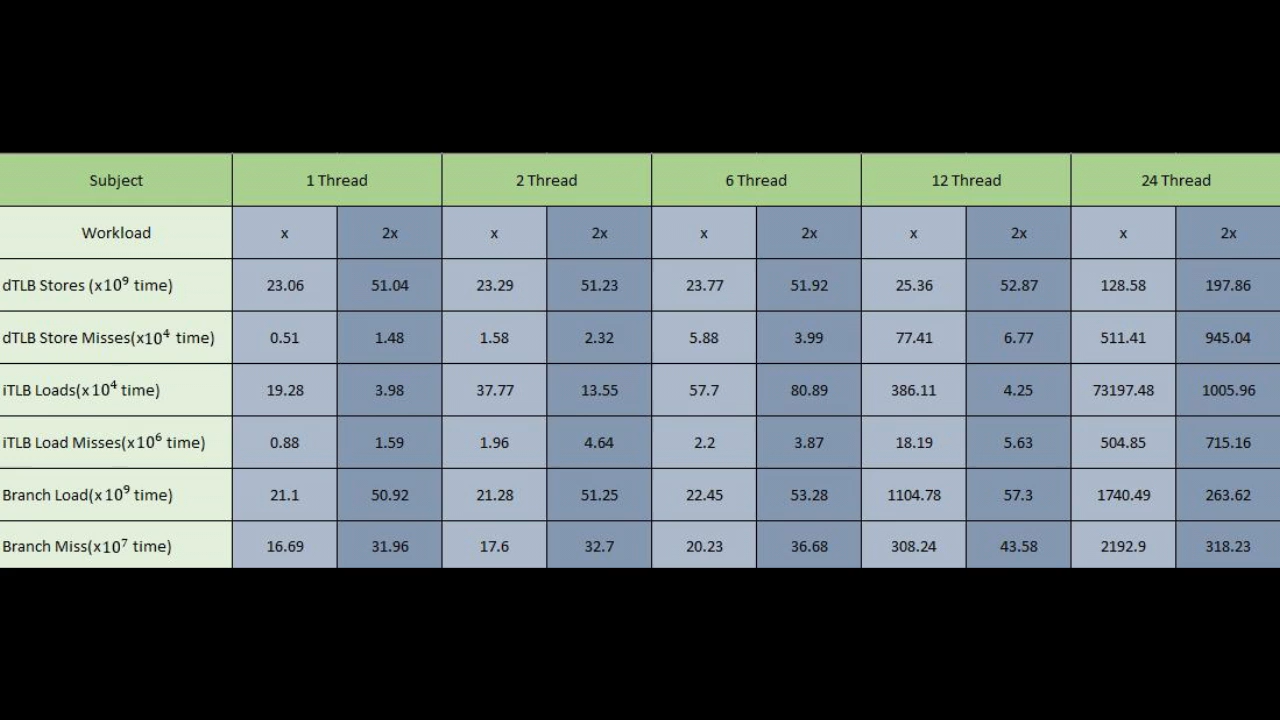 Subject 1 Thread 2 Thread 6 Thread 12 Thread 24 Thread
Workload x 2x x 2x x 2x x 2x x 2x
dTLB Stores (x10⁹ time) 23.06 51.04 23.29 51.23 23.77 51.92 25.36 52.87 128.58 197.86
dTLB Store Misses(x10⁴ time) 0.51 1.48 1.58 2.32 5.88 3.99 77.41 6.77 511.41 945.04
iTLB Loads(x10⁴ time) 19.28 3.98 37.77 13.55 57.7 80.89 386.11 4.25 73197.48 1005.96
iTLB Load Misses(x10⁶ time) 0.88 1.59 1.96 4.64 2.2 3.87 18.19 5.63 504.85 715.16
Branch Load(x10⁹ time) 21.1 50.92 21.28 51.25 22.45 53.28 1104.78 57.3 1740.49 263.62
Branch Miss(x10⁷ time) 16.69 31.96 17.6 32.7 20.23 36.68 308.24 43.58 2192.9 318.23